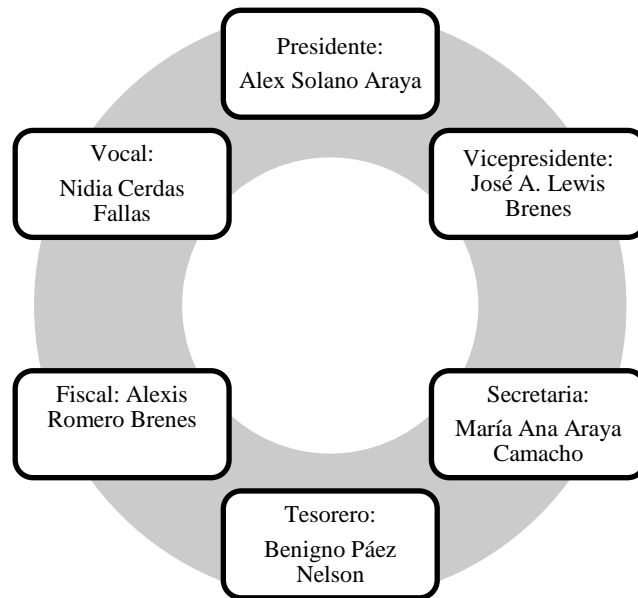 Presidente:
Alex Solano Araya
Vicepresidente:
José A. Lewis
Brenes
Secretaria:
María Ana Araya
Camacho
Tesorero:
Benigno Páez
Nelson
Fiscal: Alexis
Romero Brenes
Vocal:
Nidia Cerdas
Fallas